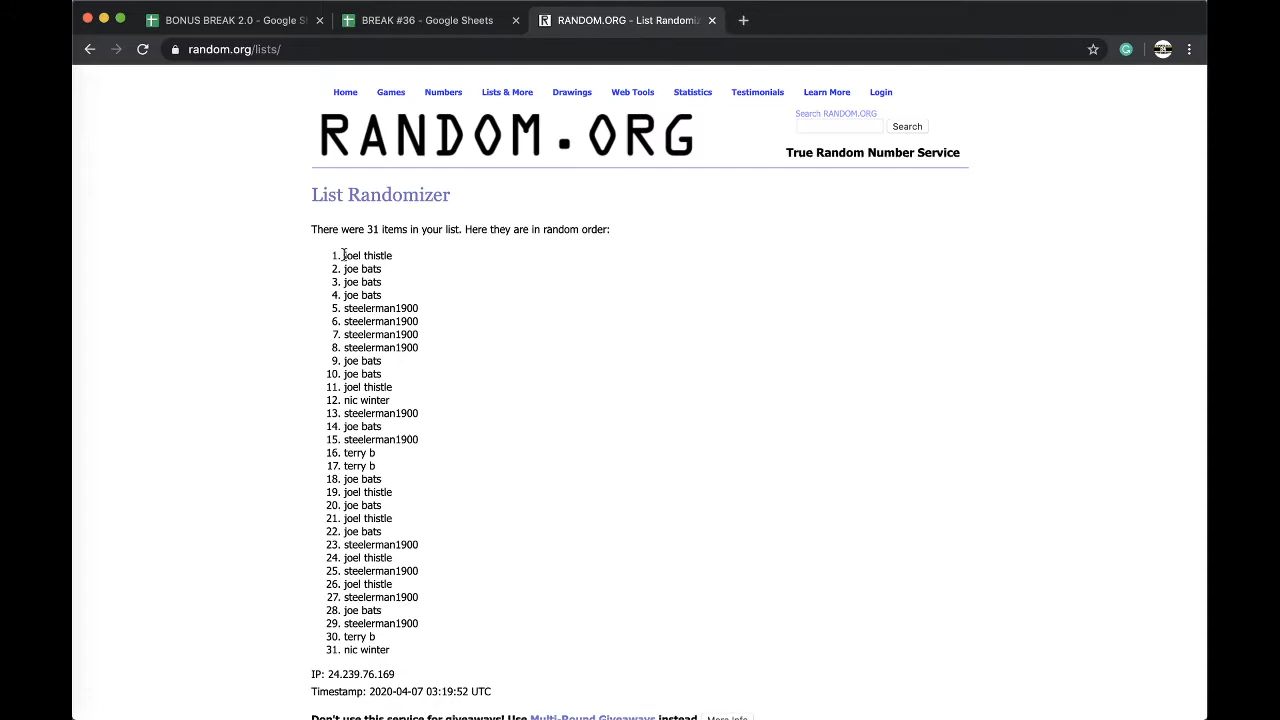 BONUS BREAK 2.0 - Google S
BREAK #36 - Google Sheets
RANDOM.ORG - List Randomiz
random.org/lists/
Home Games Numbers Lists & More Drawings Web Tools Statistics Testimonials Learn More Login
Search RANDOM.ORG
RANDOM.ORG
Search
True Random Number Service
List Randomizer
There were 31 items in your list. Here they are in random order:
1. joel thistle
2. joe bats
3. joe bats
4. joe bats
5. steelerman1900
6. steelerman1900
7. steelerman1900
8. steelerman1900
9. joe bats
10. joe bats
11. joel thistle
12. nic winter
13. steelerman1900
14. joe bats
15. steelerman1900
16. terry b
17. terry b
18. joe bats
19. joel thistle
20. joe bats
21. joel thistle
22. joe bats
23. steelerman1900
24. joel thistle
25. steelerman1900
26. joel thistle
27. steelerman1900
28. joe bats
29. steelerman1900
30. terry b
31. nic winter
IP: 24.239.76.169
Timestamp: 2020-04-07 03:19:52 UTC
Don't use this service for giveaways! Use Multi-Round Giveaways instead More Info